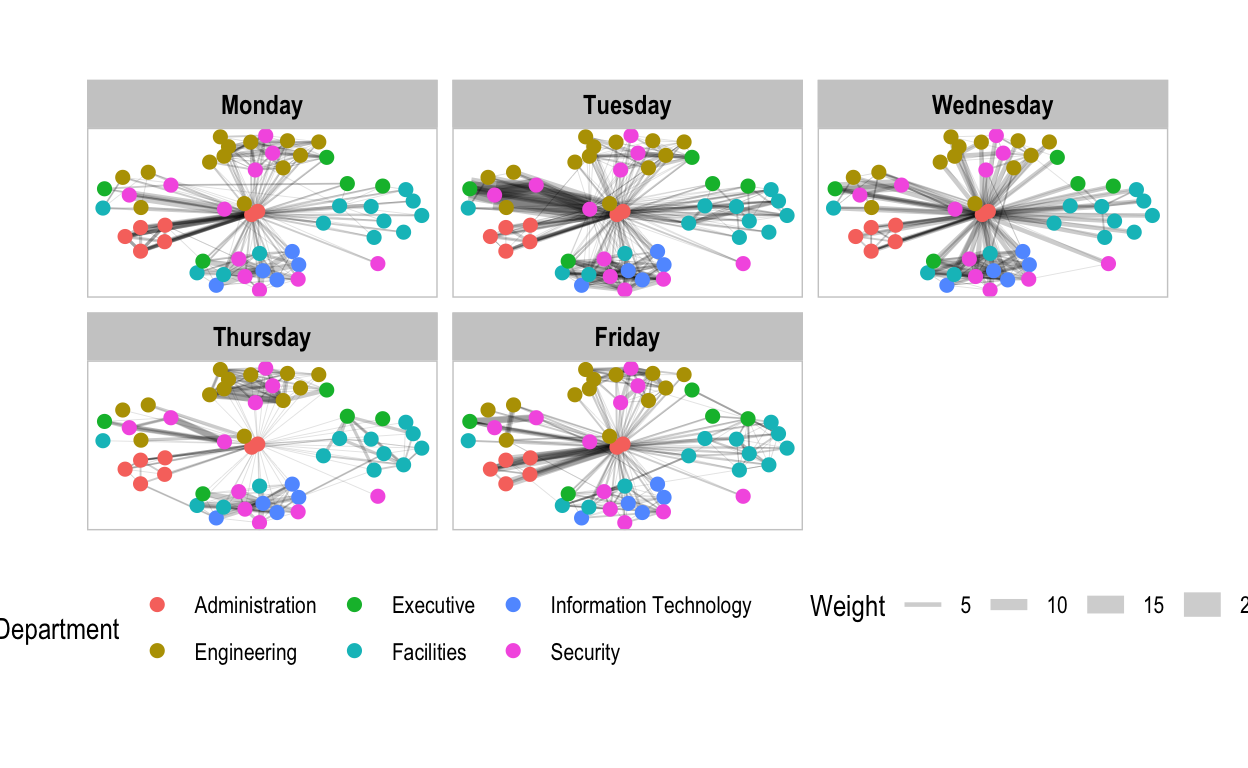 Monday Tuesday Wednesday
Thursday Friday
Department
Administration Executive Information Technology
Engineering Facilities Security
Weight 5 10 15